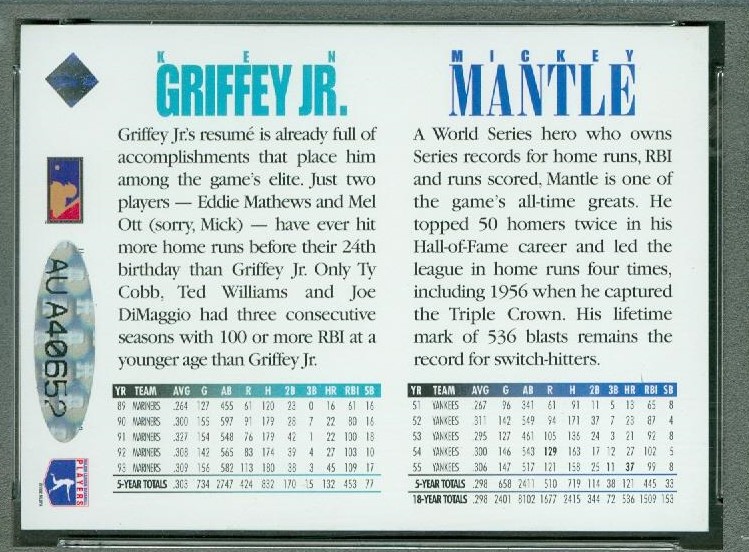 KEN
GRIFFEY JR.
Griffey Jr.'s resumé is already full of
accomplishments that place him
among the game's elite. Just two
players — Eddie Mathews and Mel
Ott (sorry, Mick) — have ever hit
more home runs before their 24th
birthday than Griffey Jr. Only Ty
Cobb, Ted Williams and Joe
DiMaggio had three consecutive
seasons with 100 or more RBI at a
younger age than Griffey Jr.
YR TEAM AVG G AB R H 2B 3B HR RBI SB
89 MARINERS .264 127 455 61 120 23 0 16 61 16
90 MARINERS .300 155 597 91 179 28 7 22 80 16
91 MARINERS .327 154 548 76 179 42 1 22 100 18
92 MARINERS .308 142 565 83 174 39 4 27 103 10
93 MARINERS .309 156 582 113 180 38 3 45 109 17
5-YEAR TOTALS .303 734 2747 424 832 170 15 132 453 77
MICKEY
MANTLE
A World Series hero who owns
Series records for home runs, RBI
and runs scored, Mantle is one of
the game's all-time greats. He
topped 50 homers twice in his
Hall-of-Fame career and led the
league in home runs four times,
including 1956 when he captured
the Triple Crown. His lifetime
mark of 536 blasts remains the
record for switch-hitters.
YR TEAM AVG G AB R H 2B 3B HR RBI SB
51 YANKEES .267 96 341 61 91 11 5 13 65 8
52 YANKEES .311 142 549 94 171 37 7 23 87 4
53 YANKEES .295 127 461 105 136 24 3 21 92 8
54 YANKEES .300 146 543 129 163 17 12 27 102 5
55 YANKEES .306 147 517 121 158 25 11 37 99 8
5-YEAR TOTALS .298 658 2411 510 719 114 38 121 445 33
18-YEAR TOTALS .298 2401 8102 1677 2415 344 72 536 1509 153
AU A40652
PLAYERS